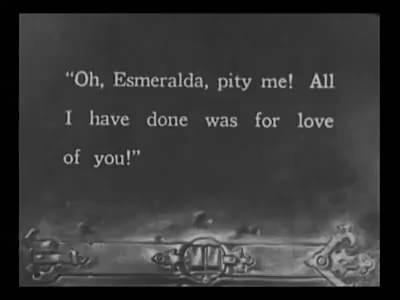 “Oh, Esmeralda, pity me! All
I have done was for love
of you!”